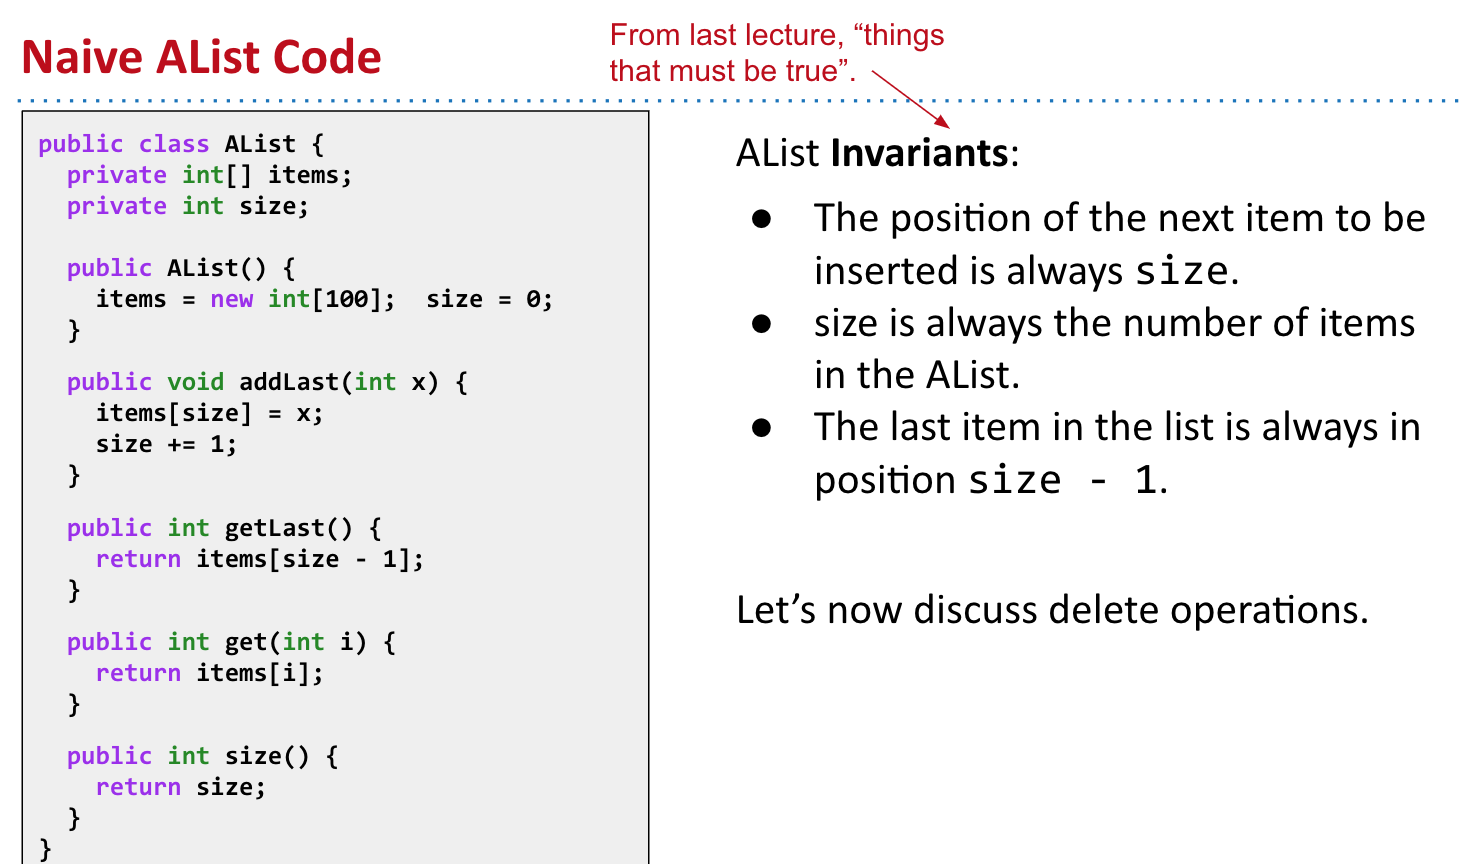 Naive AList Code
From last lecture, “things
that must be true”.
public class AList {
  private int[] items;
  private int size;
  public AList() {
    items = new int[100];  size = 0;
  }
  public void addLast(int x) {
    items[size] = x;
    size += 1;
  }
  public int getLast() {
    return items[size - 1];
  }
  public int get(int i) {
    return items[i];
  }
  public int size() {
    return size;
  }
}
AList Invariants:
● The position of the next item to be
inserted is always size.
● size is always the number of items
in the AList.
● The last item in the list is always in
position size - 1.
Let’s now discuss delete operations.